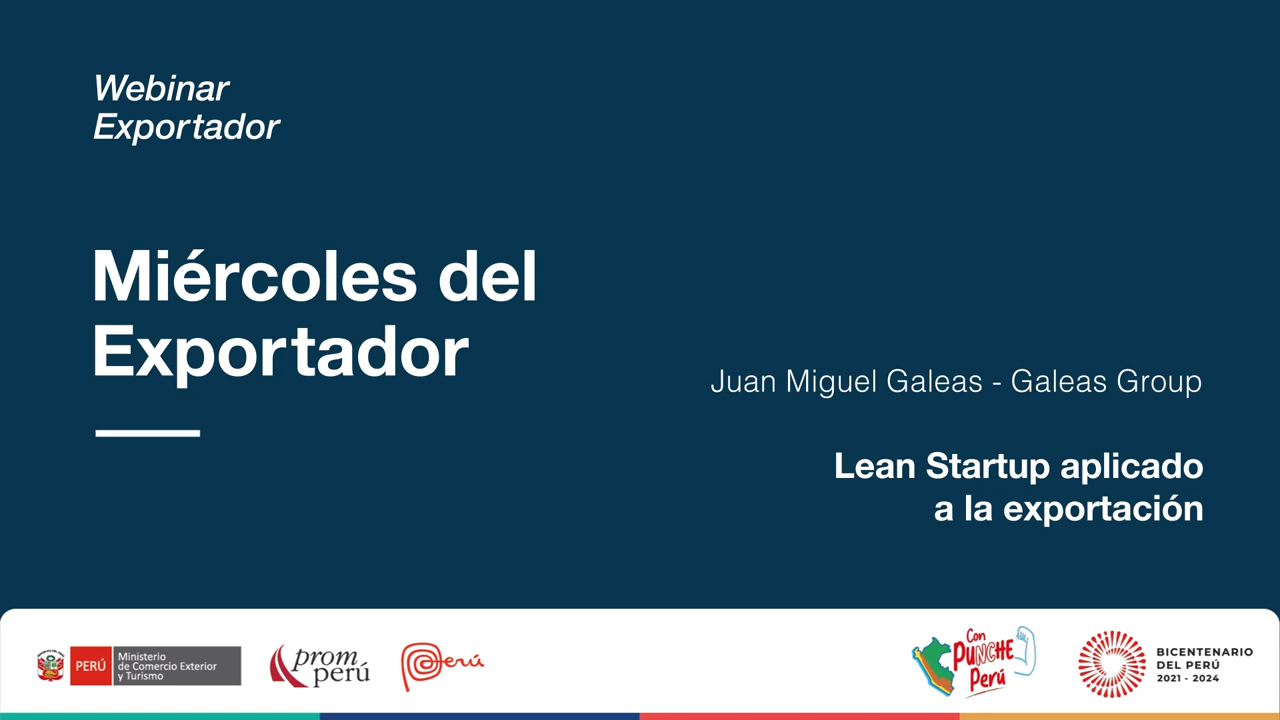 Webinar
Exportador
Miércoles del
Exportador
Juan Miguel Galeas - Galeas Group
Lean Startup aplicado
a la exportación
PERÚ
Ministerio
de Comercio Exterior
y Turismo
prom
perú
Perú
Con
PUNCHE
Perú
BICENTENARIO
DEL PERÚ
2021 - 2024